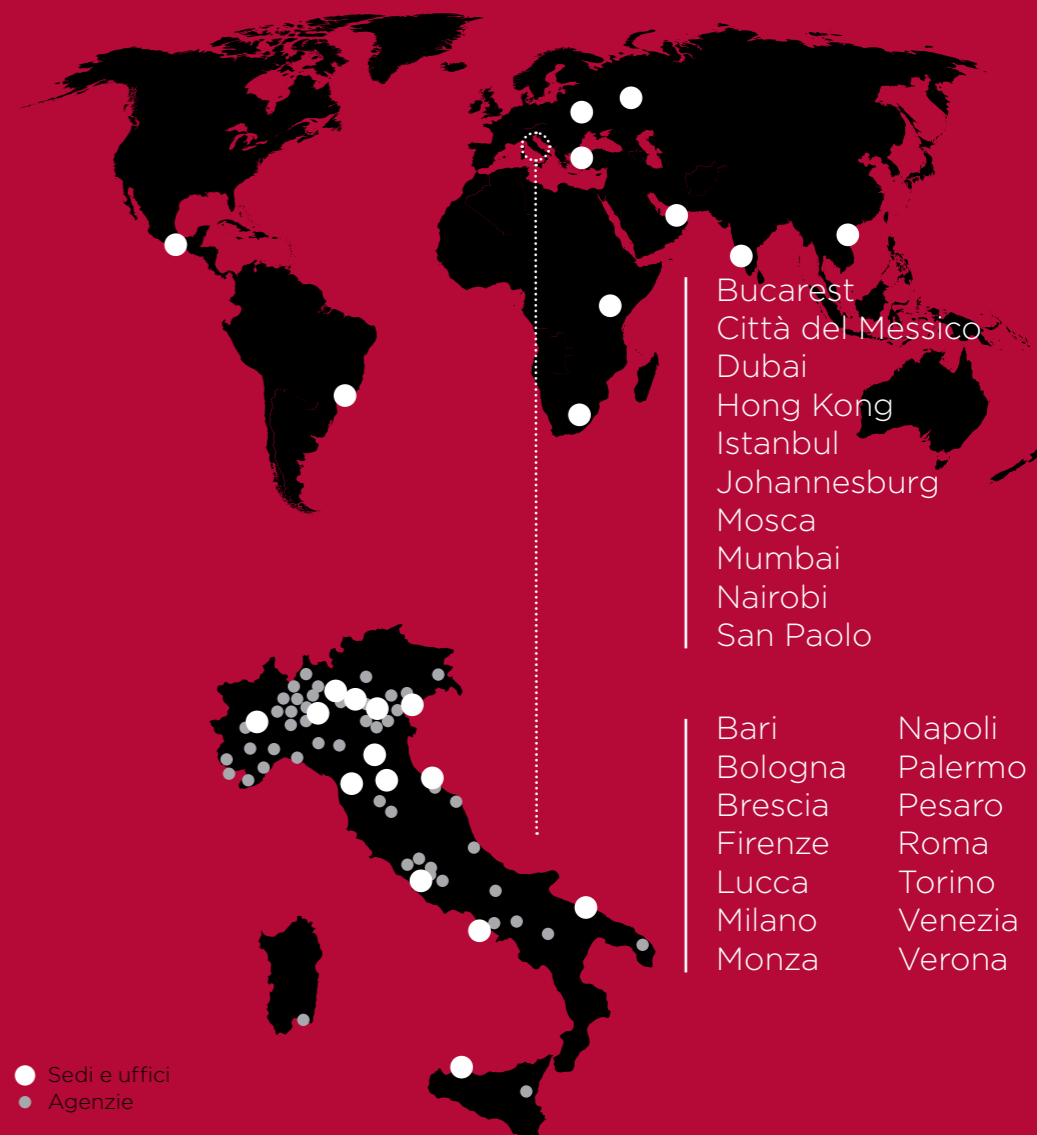 Bucarest
Città del Messico
Dubai
Hong Kong
Istanbul
Johannesburg
Mosca
Mumbai
Nairobi
San Paolo
Bari
Bologna
Brescia
Firenze
Lucca
Milano
Monza
Napoli
Palermo
Pesaro
Roma
Torino
Venezia
Verona
Sedi e uffici
Agenzie